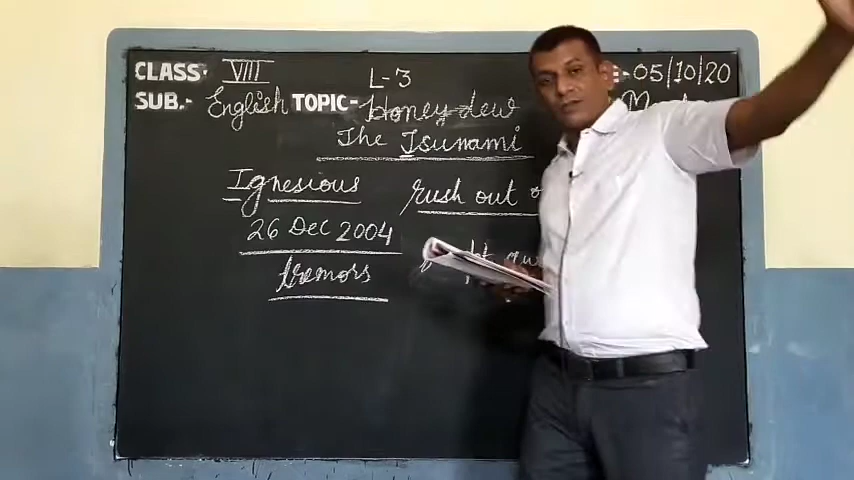 CLASS:- VIII L-3 :-05/10/20
SUB.- English TOPIC- Honey-dew
The Tsunami
Ignesious rush out
26 Dec 2004
tremors